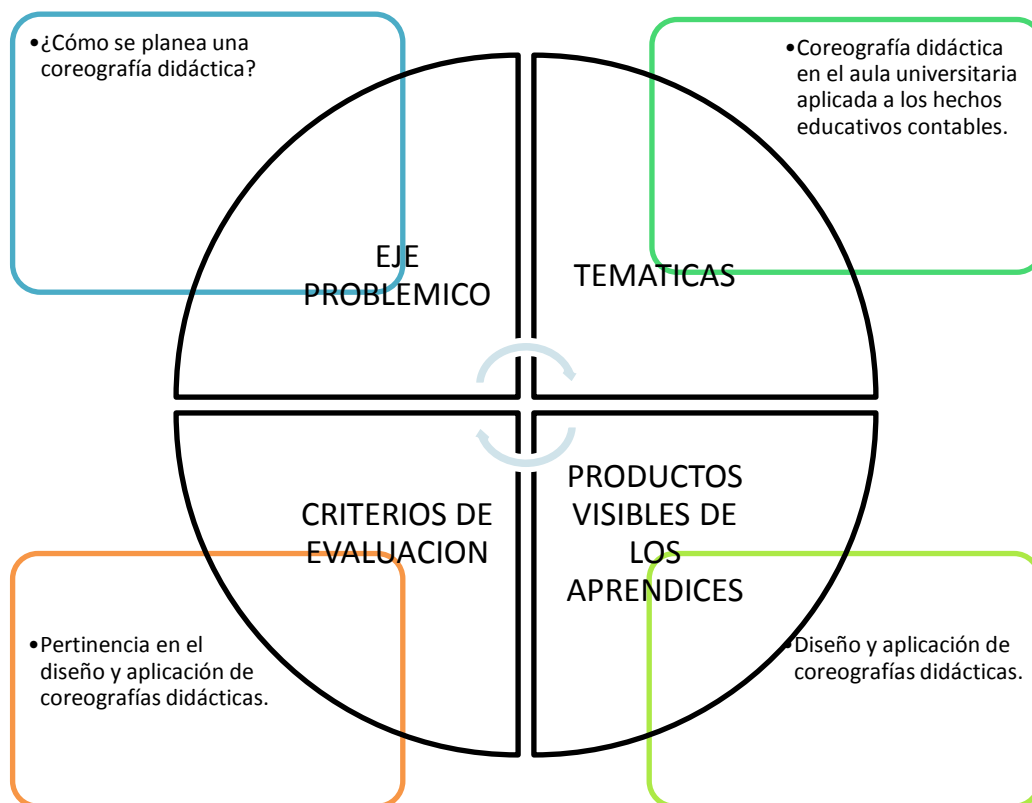 •¿Cómo se planea una
coreografía didáctica?
•Coreografía didáctica
en el aula universitaria
aplicada a los hechos
educativos contables.
EJE
PROBLEMICO
TEMATICAS
CRITERIOS DE
EVALUACION
PRODUCTOS
VISIBLES DE
LOS
APRENDICES
•Pertinencia en el
diseño y aplicación de
coreografías didácticas.
•Diseño y aplicación de
coreografías didácticas.